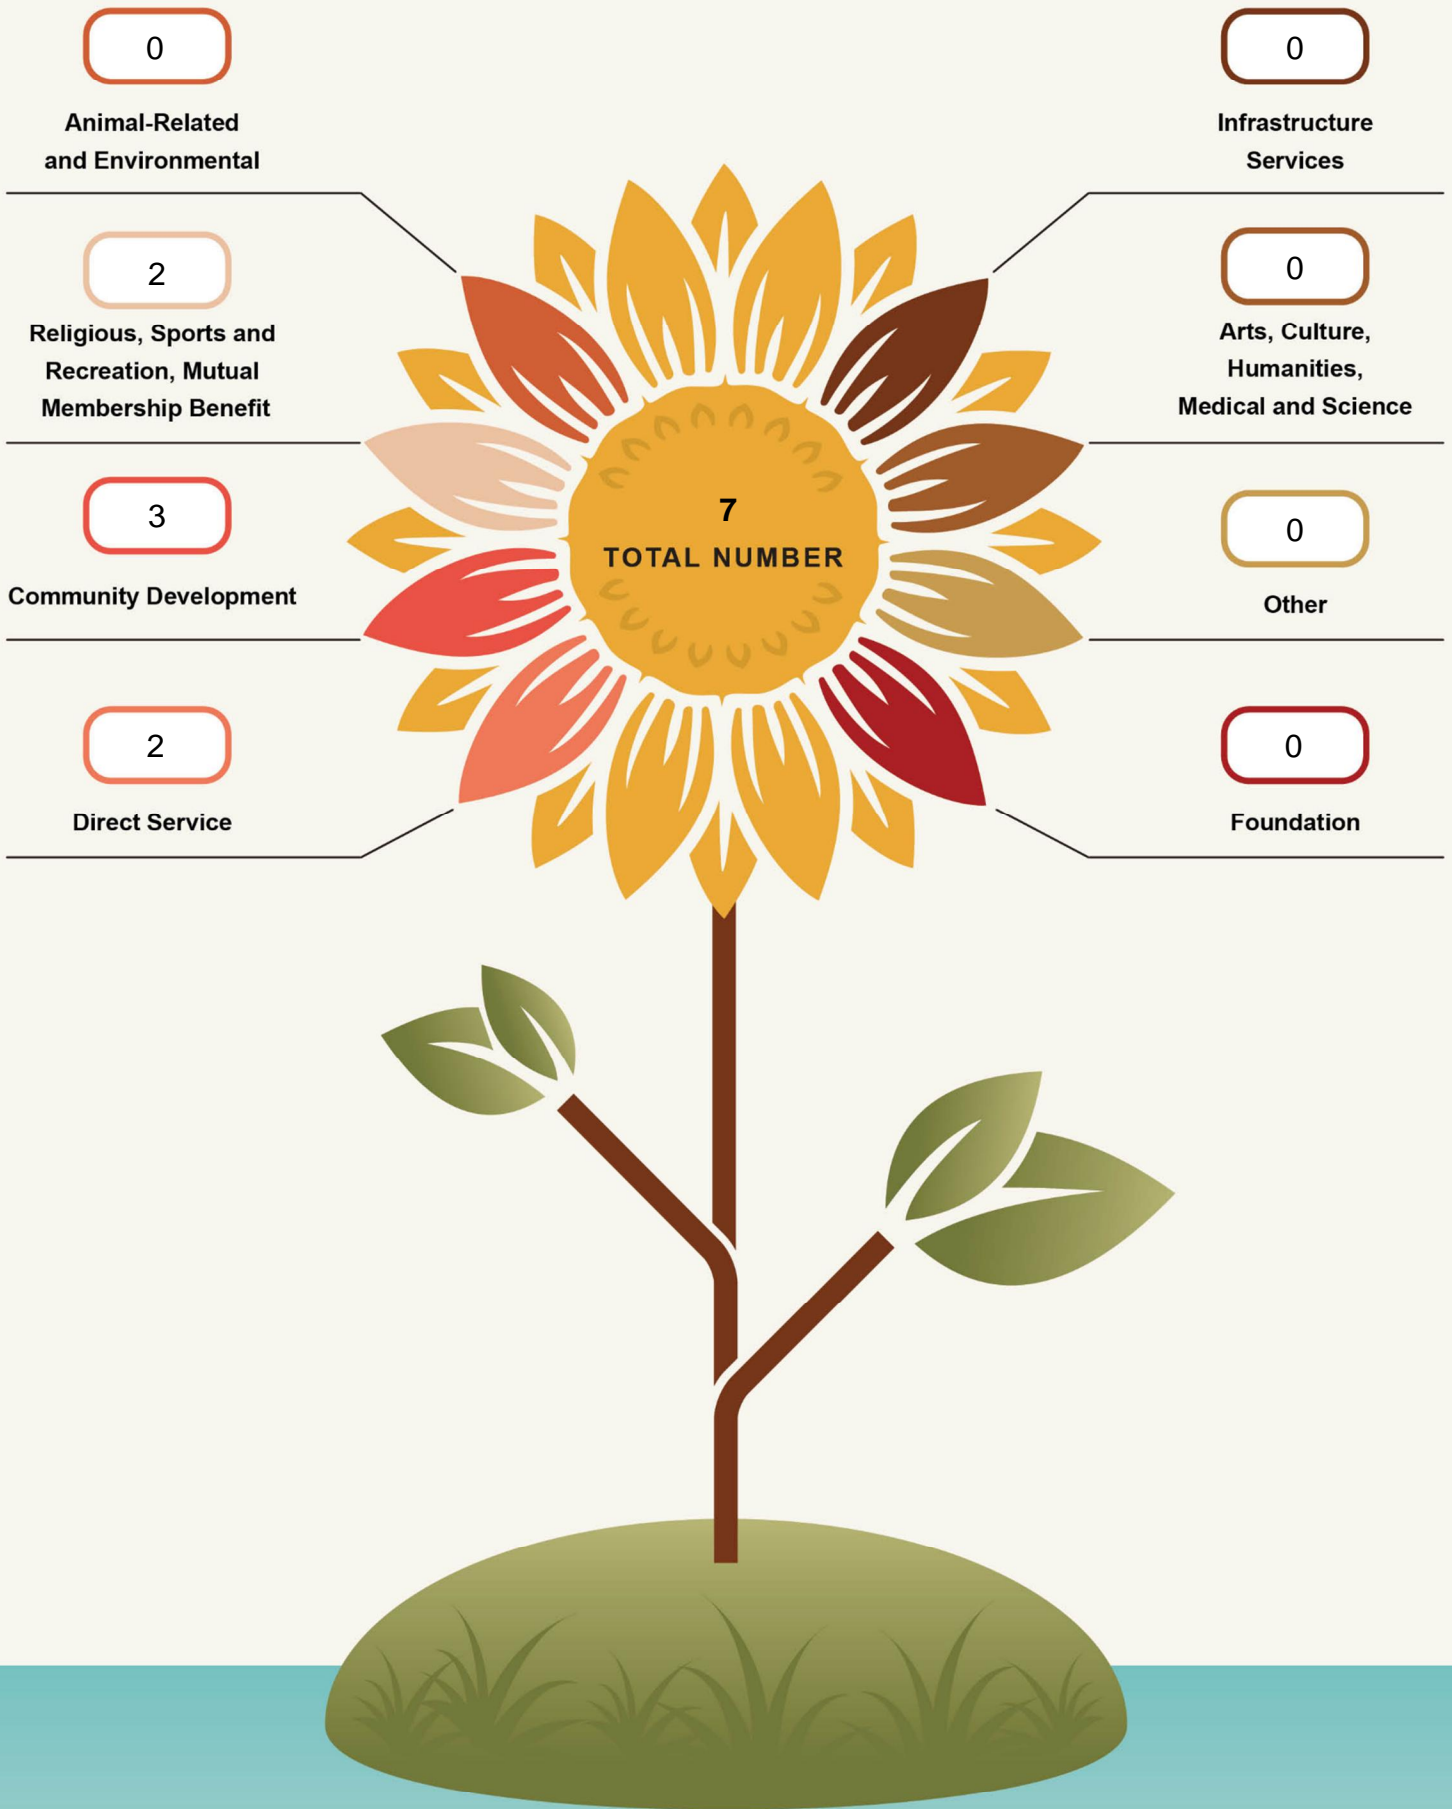 0
Animal-Related
and Environmental
2
Religious, Sports and
Recreation, Mutual
Membership Benefit
3
Community Development
2
Direct Service
7
TOTAL NUMBER
0
Infrastructure
Services
0
Arts, Culture,
Humanities,
Medical and Science
0
Other
0
Foundation